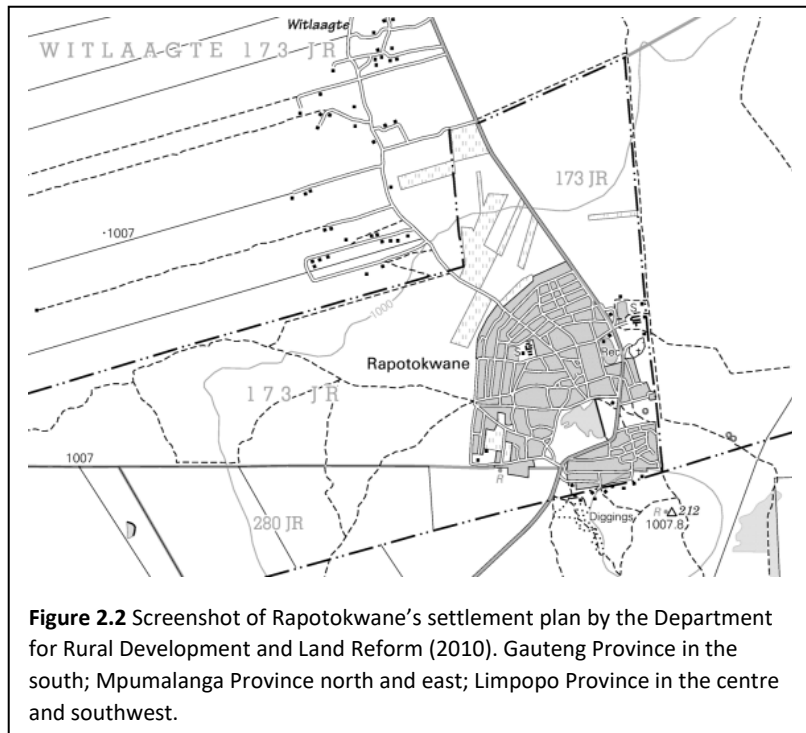 Witlaagte
WITLAAGTE 173 JR
173 JR
1007
1000
S
S
Rec
Rapotokwane
173 JR
1007
R
280 JR
Diggings
R 212
1007.8
Figure 2.2 Screenshot of Rapotokwane’s settlement plan by the Department
for Rural Development and Land Reform (2010). Gauteng Province in the
south; Mpumalanga Province north and east; Limpopo Province in the centre
and southwest.